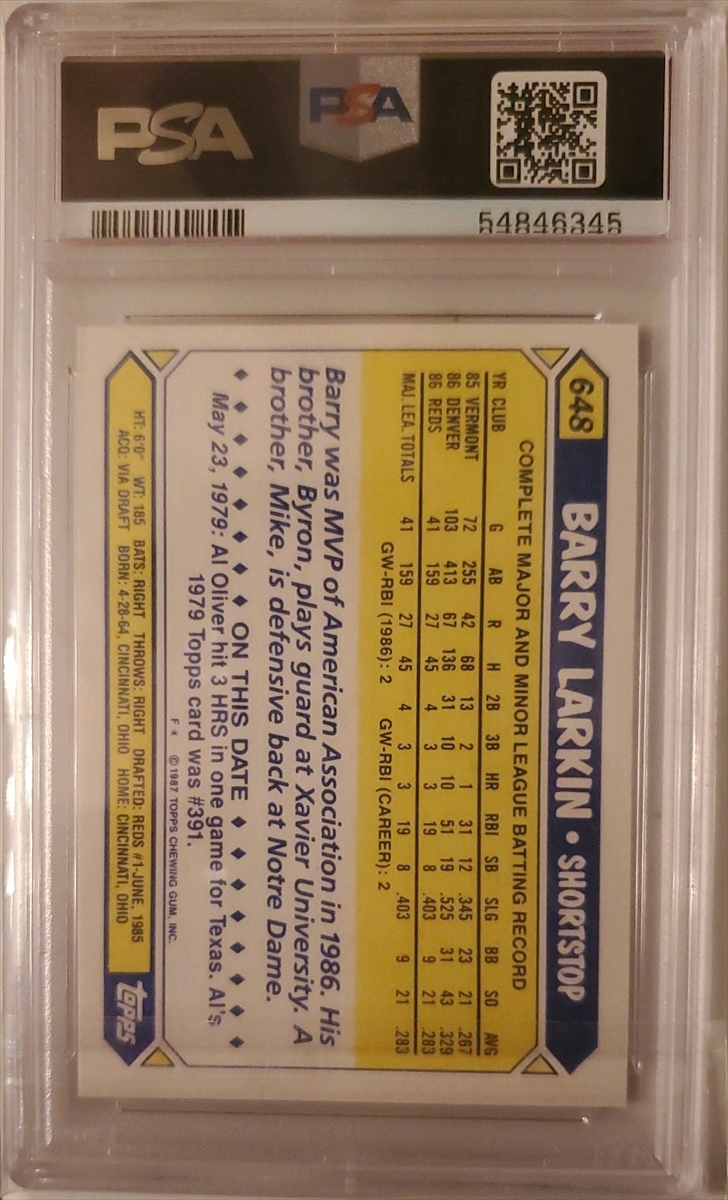 PSA
PSA
54846345
648 BARRY LARKIN • SHORTSTOP
COMPLETE MAJOR AND MINOR LEAGUE BATTING RECORD
YR CLUB G AB R H 2B 3B HR RBI SB SLG BB SO AVG
85 VERMONT 72 255 42 68 13 2 1 31 12 .345 23 21 .267
86 DENVER 103 413 67 136 31 10 10 51 19 .525 31 43 .329
86 REDS 41 159 27 45 4 3 3 19 8 .403 9 21 .283
MAJ. LEA. TOTALS 41 159 27 45 4 3 3 19 8 .403 9 21 .283
GW-RBI (1986): 2 GW-RBI (CAREER): 2
Barry was MVP of American Association in 1986. His
brother, Byron, plays guard at Xavier University. A
brother, Mike, is defensive back at Notre Dame.
ON THIS DATE
May 23, 1979: Al Oliver hit 3 HRS in one game for Texas. Al's
1979 Topps card was #391.
F* © 1987 TOPPS CHEWING GUM, INC.
HT: 6'0" WT: 185 BATS: RIGHT THROWS: RIGHT DRAFTED: REDS #1-JUNE, 1985
ACQ: VIA DRAFT BORN: 4-28-64, CINCINNATI, OHIO HOME: CINCINNATI, OHIO
TOPPS